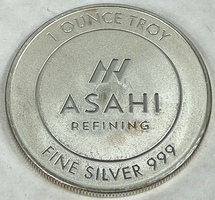 1 OUNCE TROY
ASAHI
REFINING
FINE SILVER 999